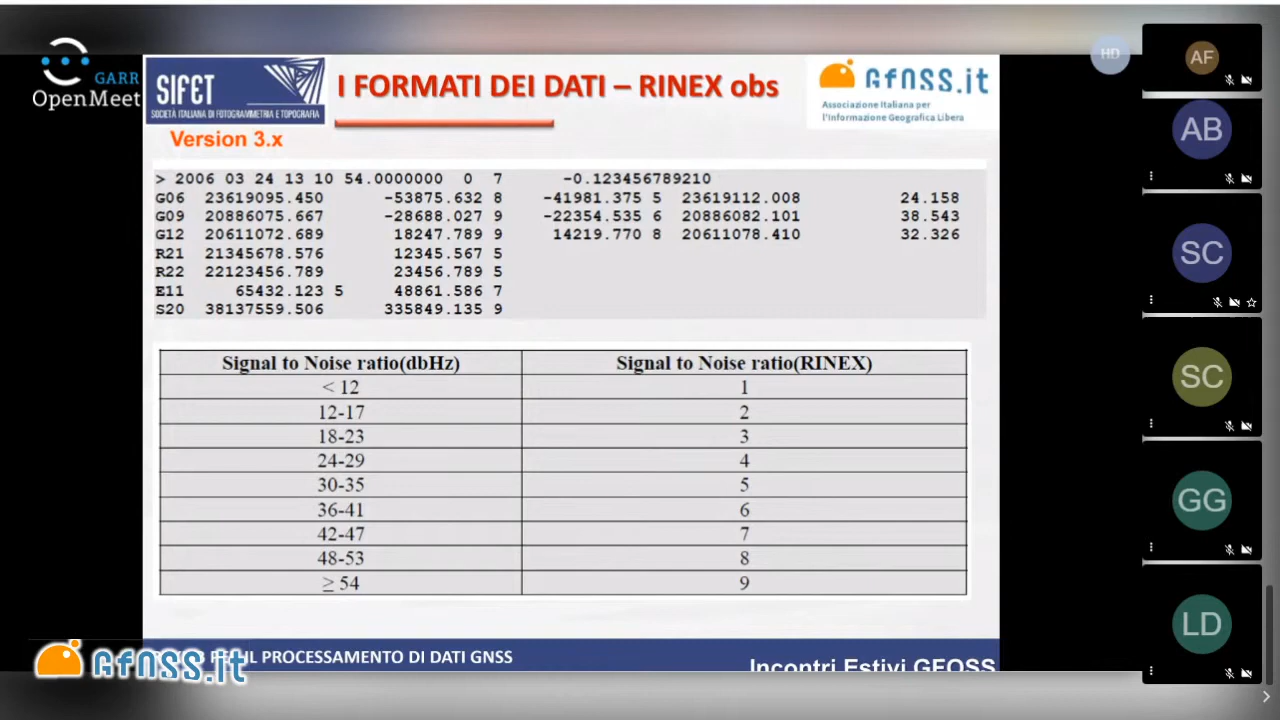 GARR
OpenMeet
SIFET
SOCIETÀ ITALIANA DI FOTOGRAMMETRIA E TOPOGRAFIA
I FORMATI DEI DATI – RINEX obs
GFOSS.it
Associazione Italiana per
l'Informazione Geografica Libera
HD
Version 3.x
> 2006 03 24 13 10 54.0000000 0 7 -0.123456789210
G06 23619095.450 -53875.632 8 -41981.375 5 23619112.008 24.158
G09 20886075.667 -28688.027 9 -22354.535 6 20886082.101 38.543
G12 20611072.689 18247.789 9 14219.770 8 20611078.410 32.326
R21 21345678.576 12345.567 5
R22 22123456.789 23456.789 5
E11 65432.123 5 48861.586 7
S20 38137559.506 335849.135 9
Signal to Noise ratio(dbHz) Signal to Noise ratio(RINEX)
< 12 1
12-17 2
18-23 3
24-29 4
30-35 5
36-41 6
42-47 7
48-53 8
≥ 54 9
IL PROCESSAMENTO DI DATI GNSS
Incontri Estivi GFOSS
GFOSS.it
AF
AB
SC
SC
GG
LD